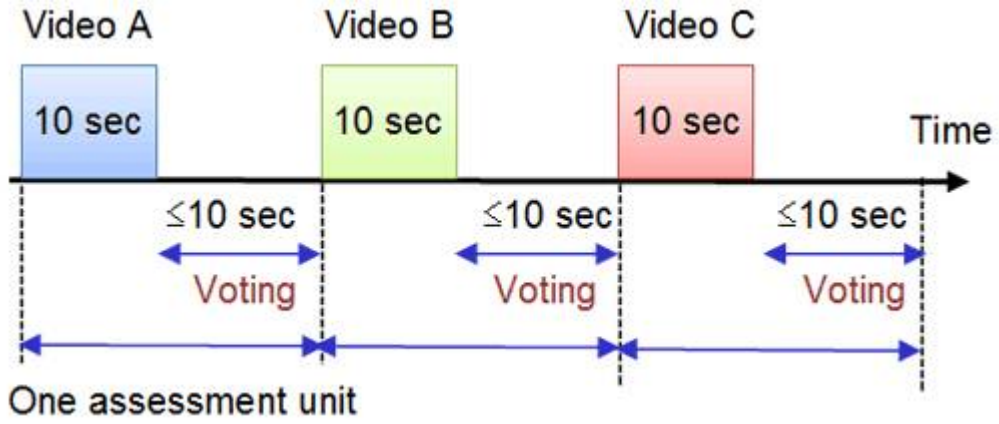 Video A Video B Video C
10 sec 10 sec 10 sec
Time
≤10 sec ≤10 sec ≤10 sec
Voting Voting Voting
One assessment unit